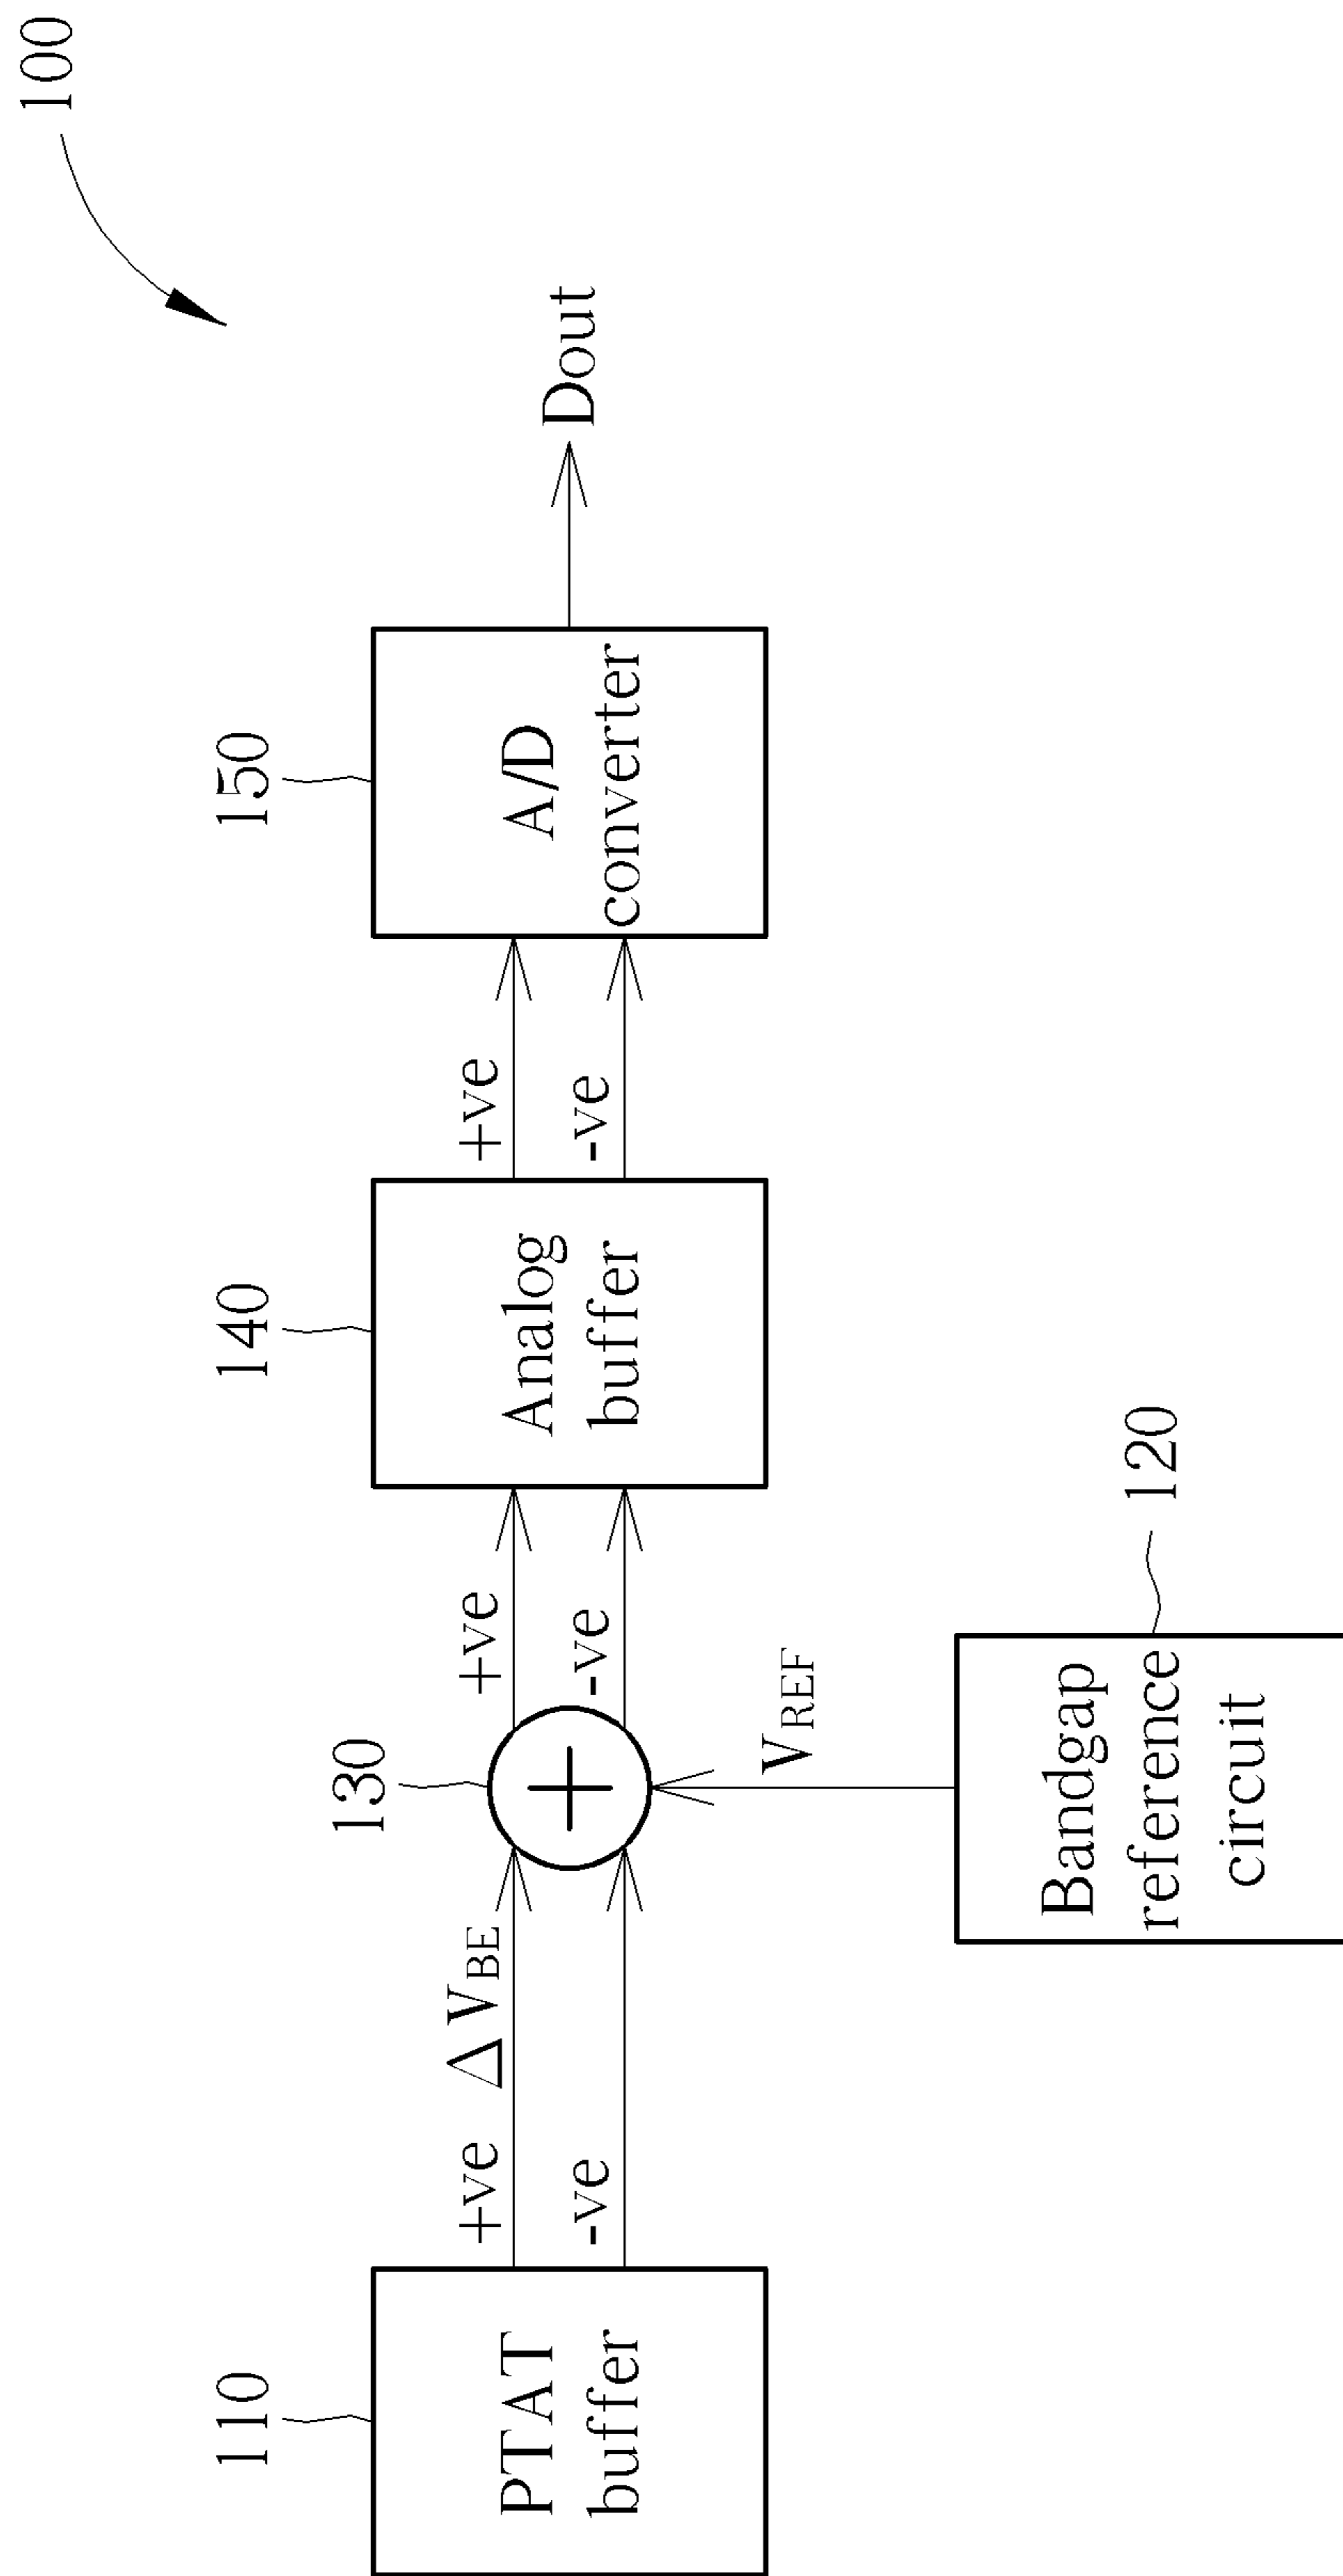 100
110
PTAT
buffer
+ve
ΔVBE
-ve
130
+
VREF
120
Bandgap
reference
circuit
+ve
-ve
140
Analog
buffer
+ve
-ve
150
A/D
converter
Dout